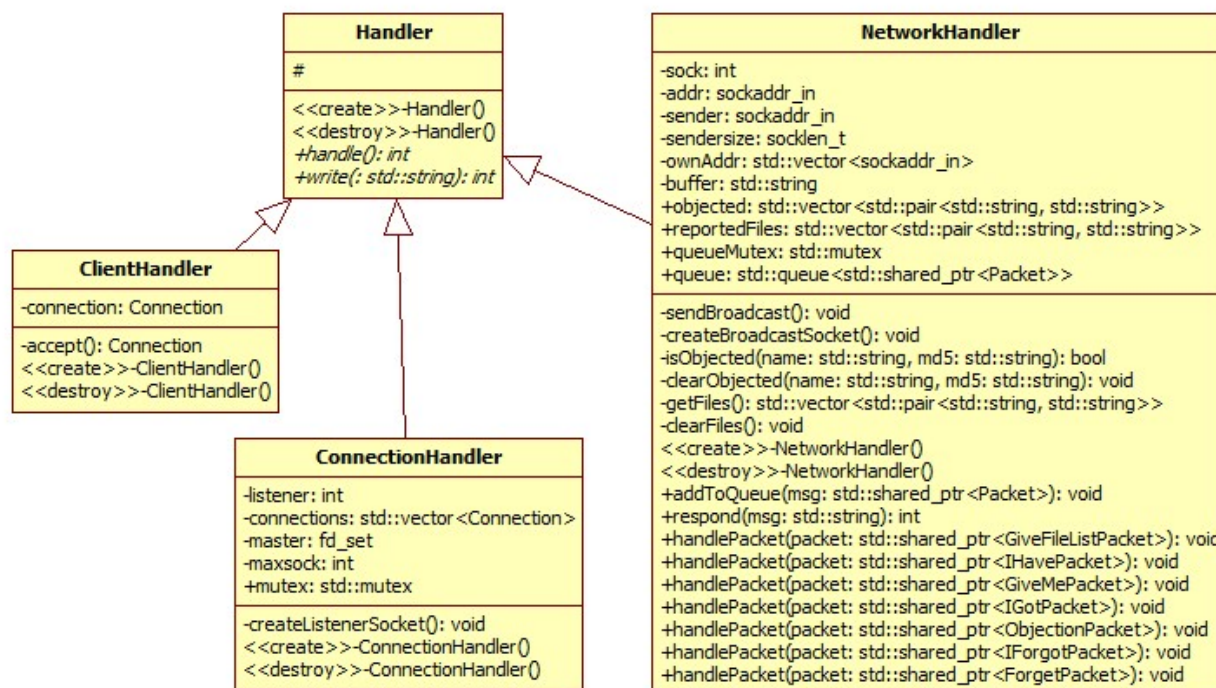 Handler
#
<<create>>-Handler()
<<destroy>>-Handler()
+handle(): int
+write(: std::string): int
NetworkHandler
-sock: int
-addr: sockaddr_in
-sender: sockaddr_in
-sendersize: socklen_t
-ownAddr: std::vector<sockaddr_in>
-buffer: std::string
+objected: std::vector<std::pair<std::string, std::string>>
+reportedFiles: std::vector<std::pair<std::string, std::string>>
+queueMutex: std::mutex
+queue: std::queue<std::shared_ptr<Packet>>
-sendBroadcast(): void
-createBroadcastSocket(): void
-isObjected(name: std::string, md5: std::string): bool
-clearObjected(name: std::string, md5: std::string): void
-getFiles(): std::vector<std::pair<std::string, std::string>>
-clearFiles(): void
<<create>>-NetworkHandler()
<<destroy>>-NetworkHandler()
+addToQueue(msg: std::shared_ptr<Packet>): void
+respond(msg: std::string): int
+handlePacket(packet: std::shared_ptr<GiveFileListPacket>): void
+handlePacket(packet: std::shared_ptr<IHavePacket>): void
+handlePacket(packet: std::shared_ptr<GiveMePacket>): void
+handlePacket(packet: std::shared_ptr<IGotPacket>): void
+handlePacket(packet: std::shared_ptr<ObjectionPacket>): void
+handlePacket(packet: std::shared_ptr<IForgotPacket>): void
+handlePacket(packet: std::shared_ptr<ForgetPacket>): void
ClientHandler
-connection: Connection
-accept(): Connection
<<create>>-ClientHandler()
<<destroy>>-ClientHandler()
ConnectionHandler
-listener: int
-connections: std::vector<Connection>
-master: fd_set
-maxsock: int
+mutex: std::mutex
-createListenerSocket(): void
<<create>>-ConnectionHandler()
<<destroy>>-ConnectionHandler()